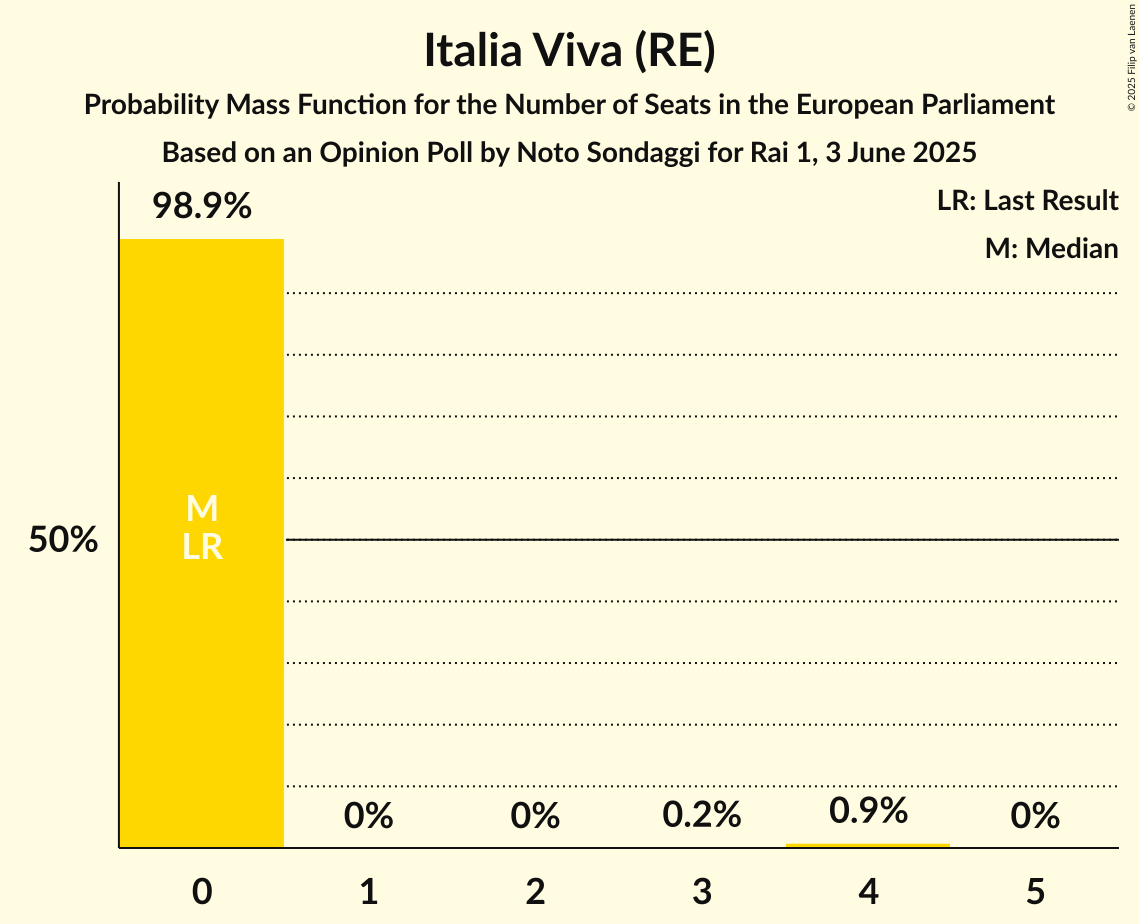 Italia Viva (RE)
Probability Mass Function for the Number of Seats in the European Parliament
Based on an Opinion Poll by Noto Sondaggi for Rai 1, 3 June 2025
© 2025 Filip van Laenen
LR: Last Result
M: Median
98.9%
M
LR
50%
0% 0% 0.2% 0.9% 0%
0 1 2 3 4 5